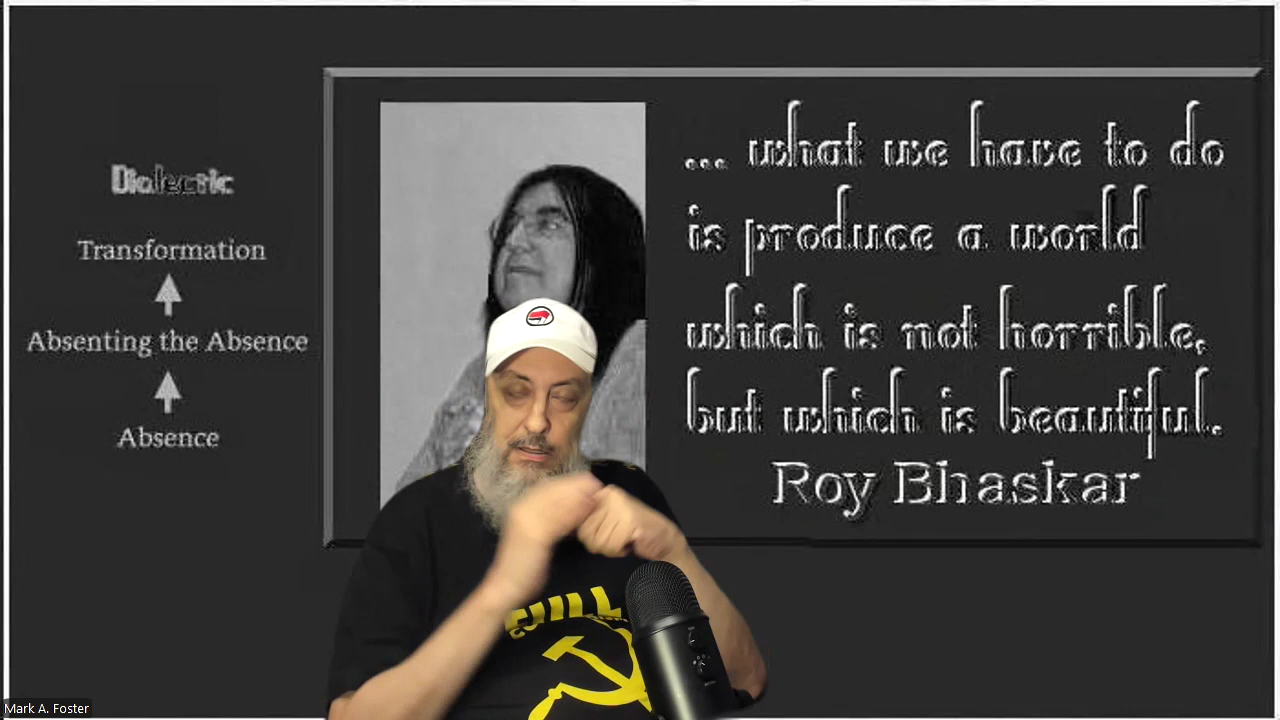 Dialectic
Transformation
Absenting the Absence
Absence
... what we have to do
is produce a world
which is not horrible,
but which is beautiful.
Roy Bhaskar
Mark A. Foster